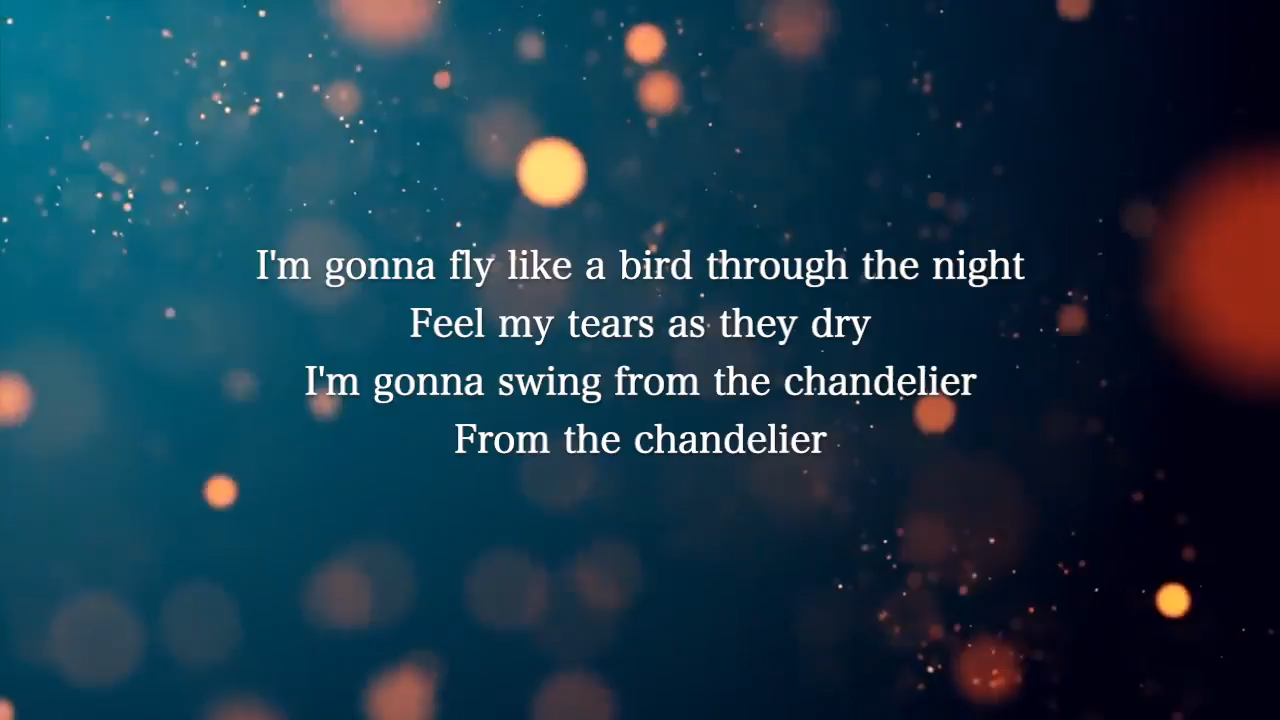 I'm gonna fly like a bird through the night
Feel my tears as they dry
I'm gonna swing from the chandelier
From the chandelier